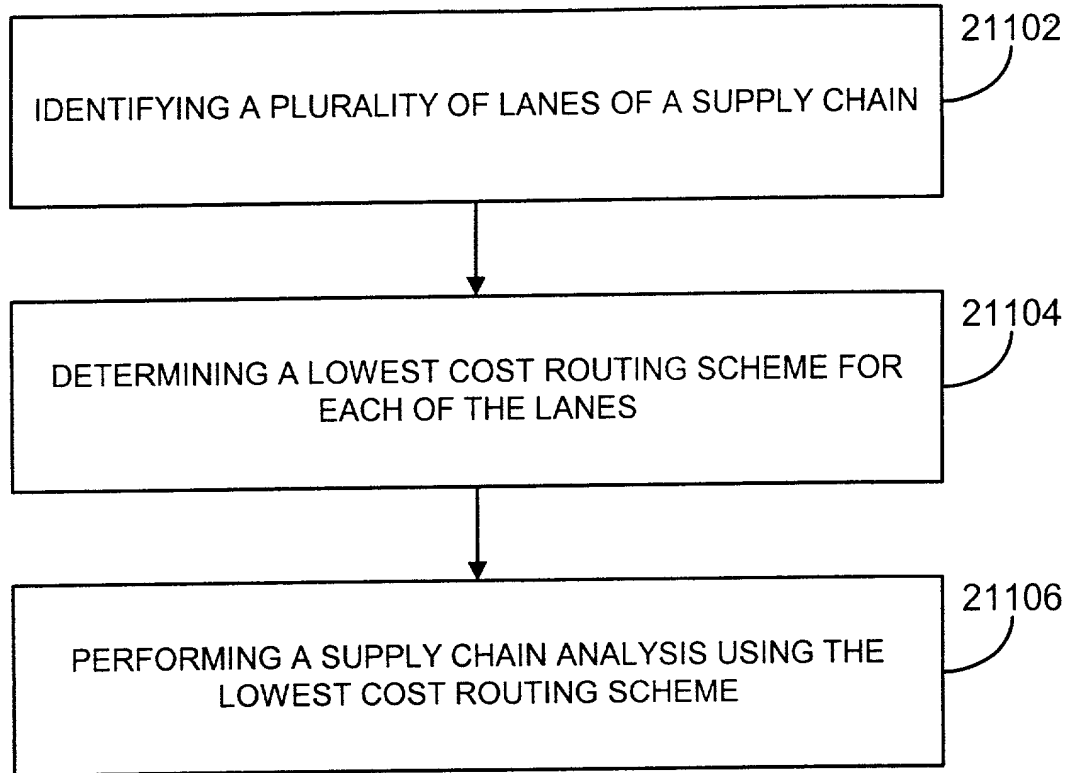 21102
IDENTIFYING A PLURALITY OF LANES OF A SUPPLY CHAIN
21104
DETERMINING A LOWEST COST ROUTING SCHEME FOR
EACH OF THE LANES
21106
PERFORMING A SUPPLY CHAIN ANALYSIS USING THE
LOWEST COST ROUTING SCHEME